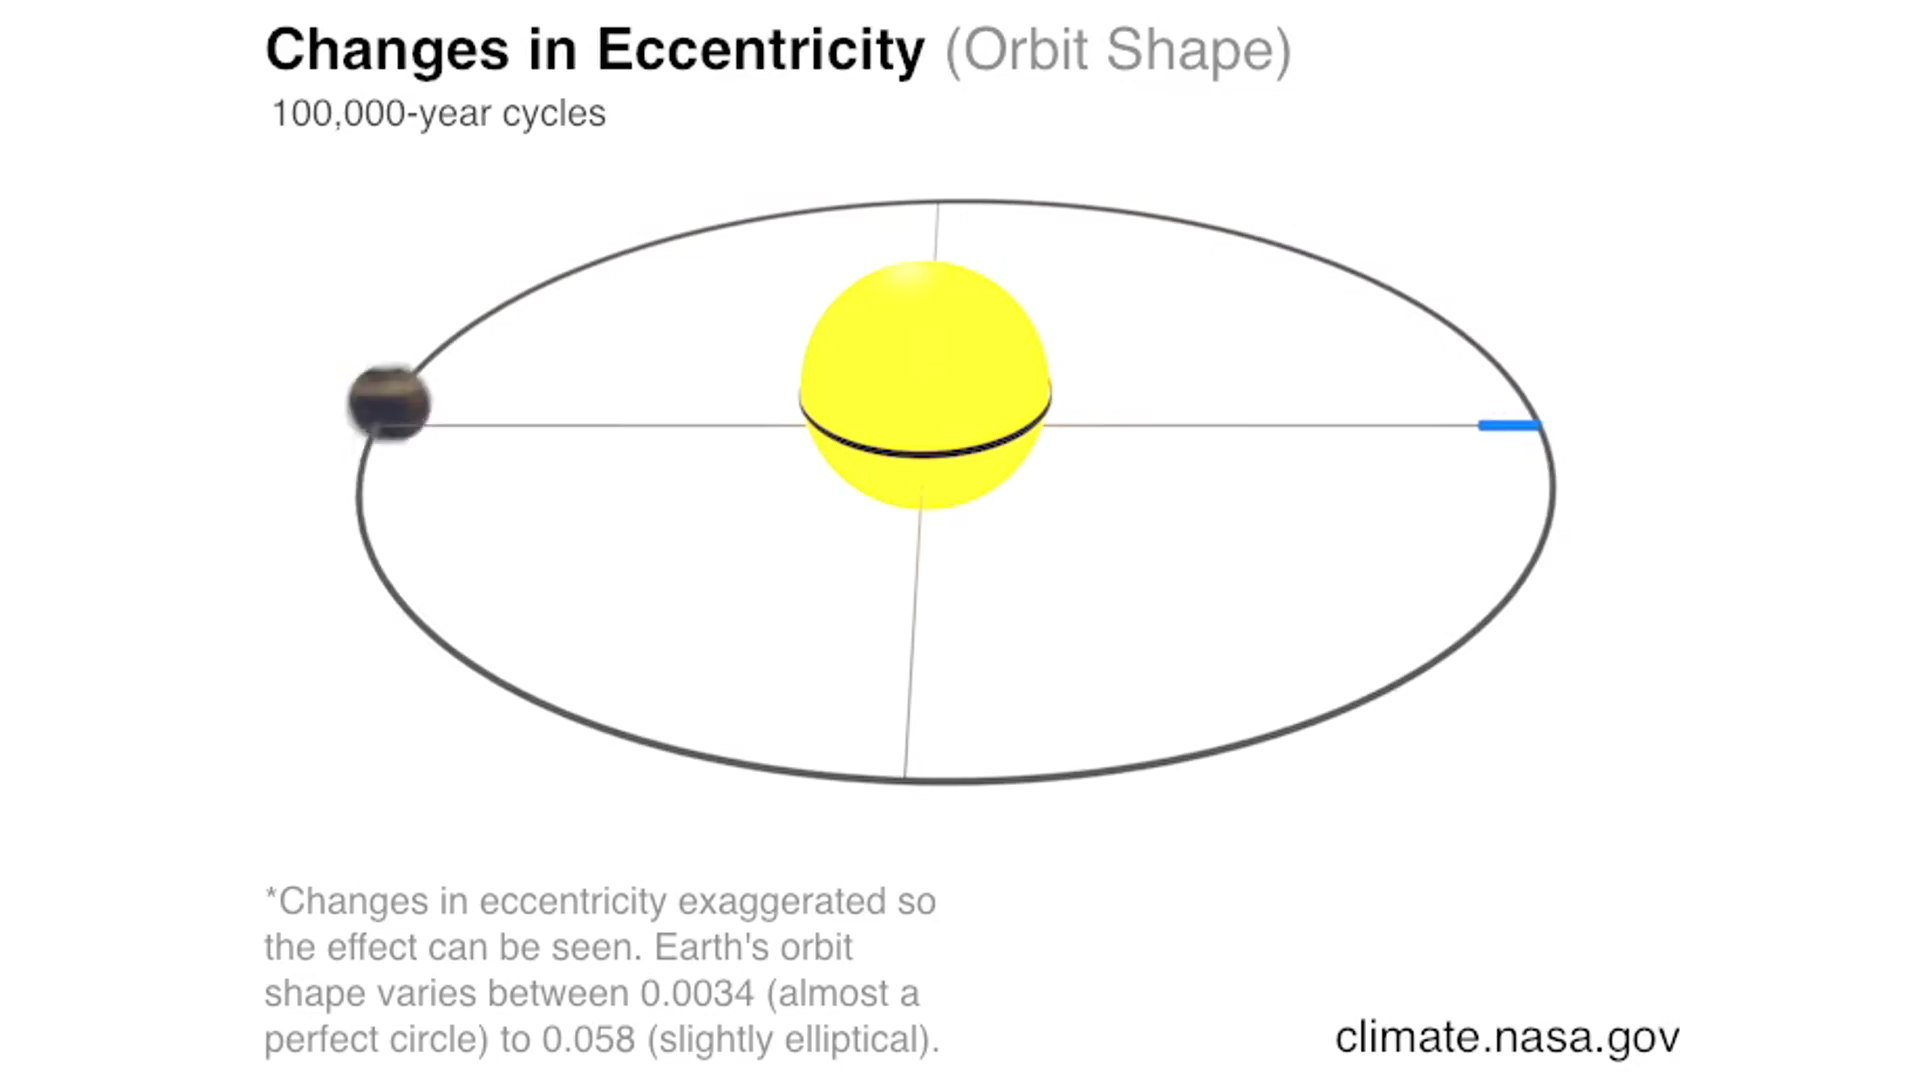 Changes in Eccentricity (Orbit Shape)
100,000-year cycles
*Changes in eccentricity exaggerated so
the effect can be seen. Earth's orbit
shape varies between 0.0034 (almost a
perfect circle) to 0.058 (slightly elliptical).
climate.nasa.gov